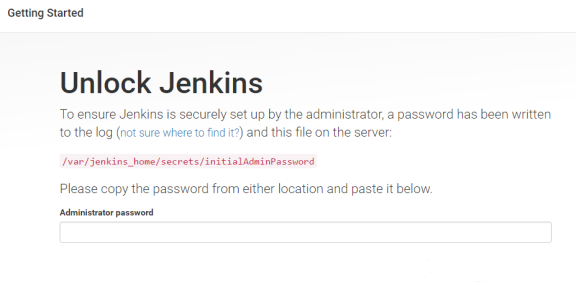 Getting Started
Unlock Jenkins
To ensure Jenkins is securely set up by the administrator, a password has been written
to the log (not sure where to find it?) and this file on the server:
/var/jenkins_home/secrets/initialAdminPassword
Please copy the password from either location and paste it below.
Administrator password